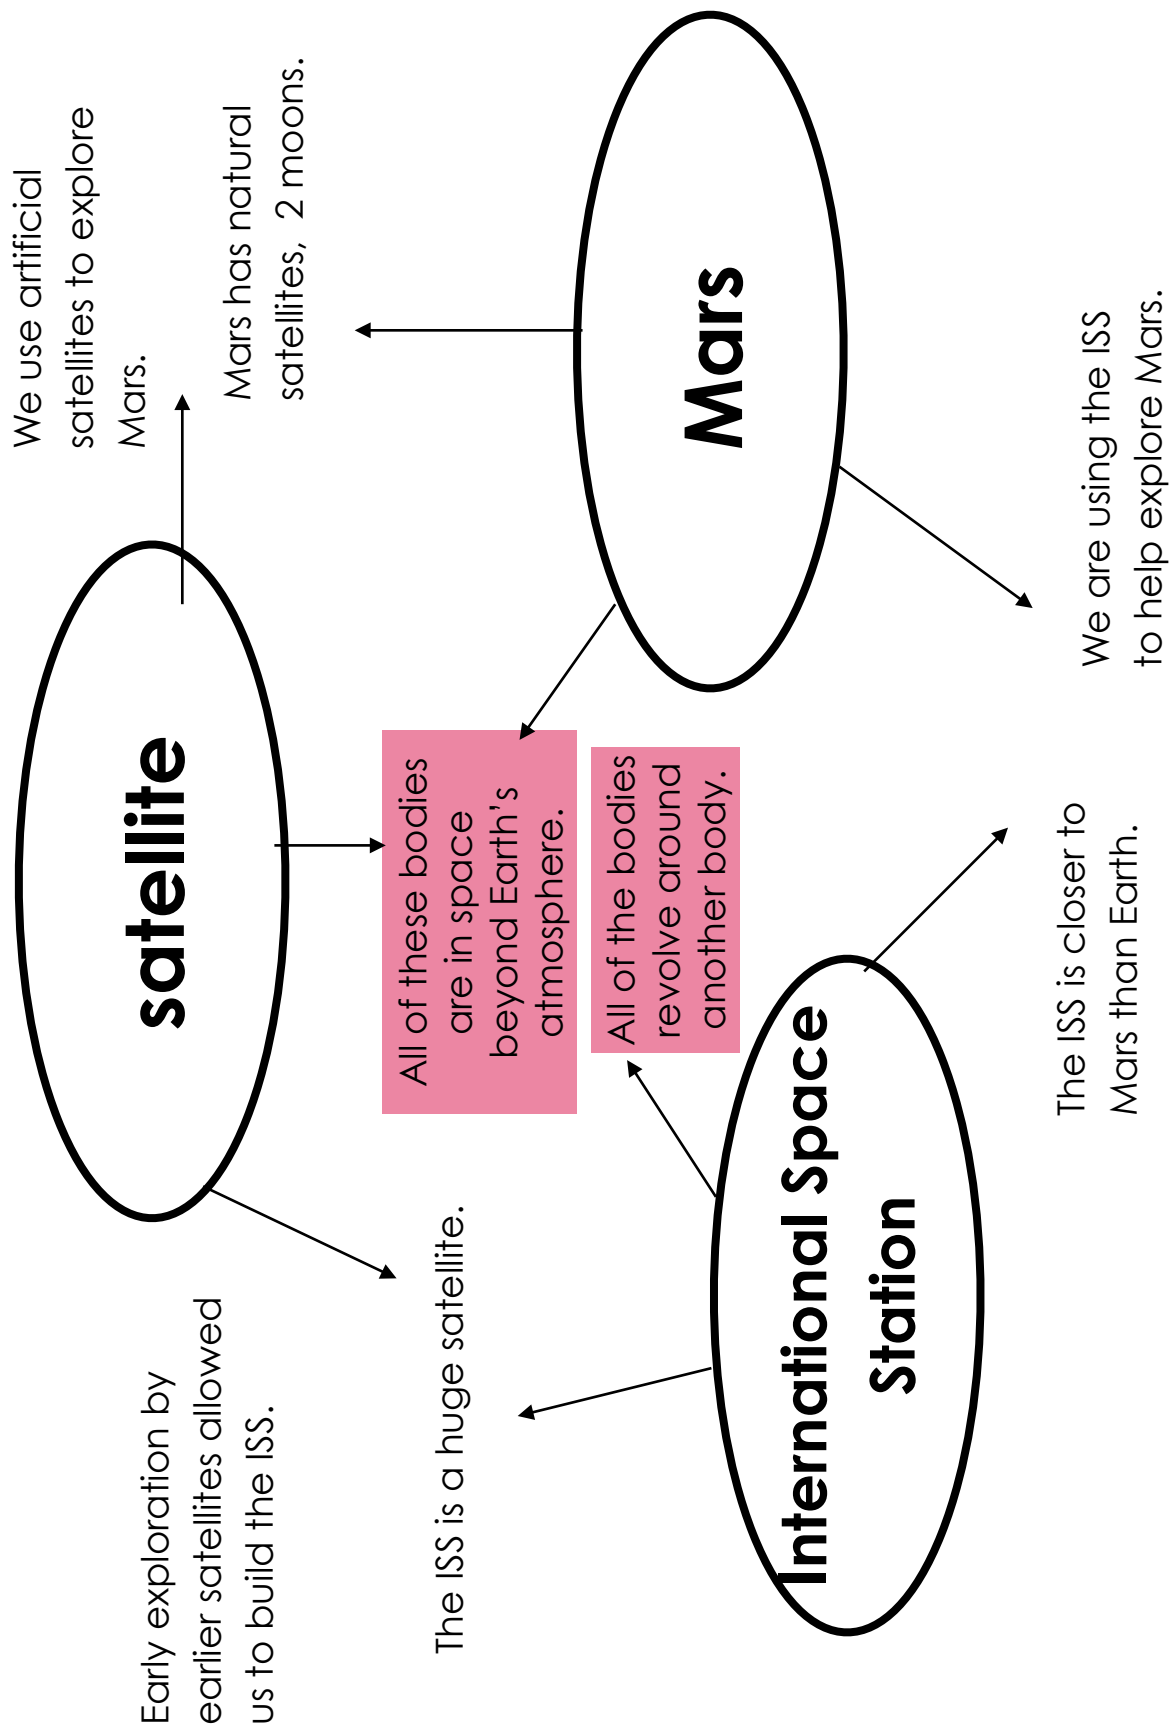 Early exploration by
earlier satellites allowed
us to build the ISS.
satellite
We use artificial
satellites to explore
Mars.
Mars has natural
satellites, 2 moons.
The ISS is a huge satellite.
All of these bodies
are in space
beyond Earth's
atmosphere.
All of the bodies
revolve around
another body.
International Space
Station
Mars
The ISS is closer to
Mars than Earth.
We are using the ISS
to help explore Mars.